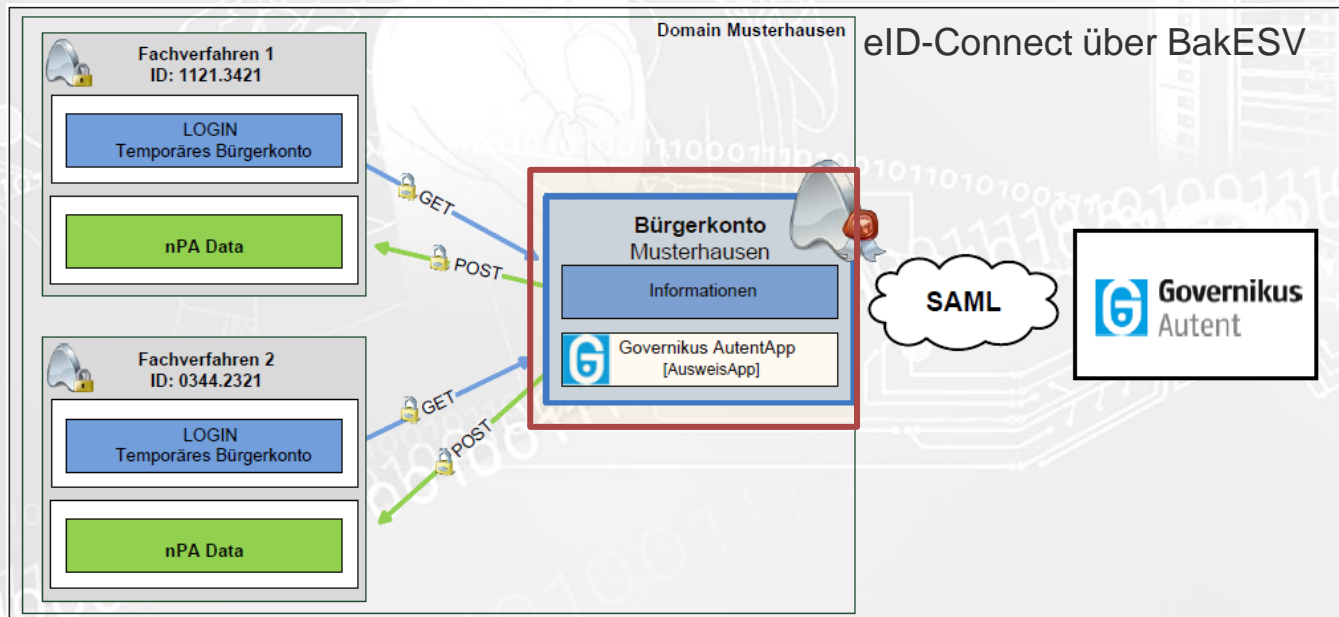 eID-Connect über BakESV
Domain Musterhausen
Fachverfahren 1
ID: 1121.3421
LOGIN
Temporäres Bürgerkonto
nPA Data
GET
POST
Fachverfahren 2
ID: 0344.2321
LOGIN
Temporäres Bürgerkonto
nPA Data
GET
POST
Bürgerkonto
Musterhausen
Informationen
Governikus AutentApp
[AusweisApp]
SAML
Governikus
Autent